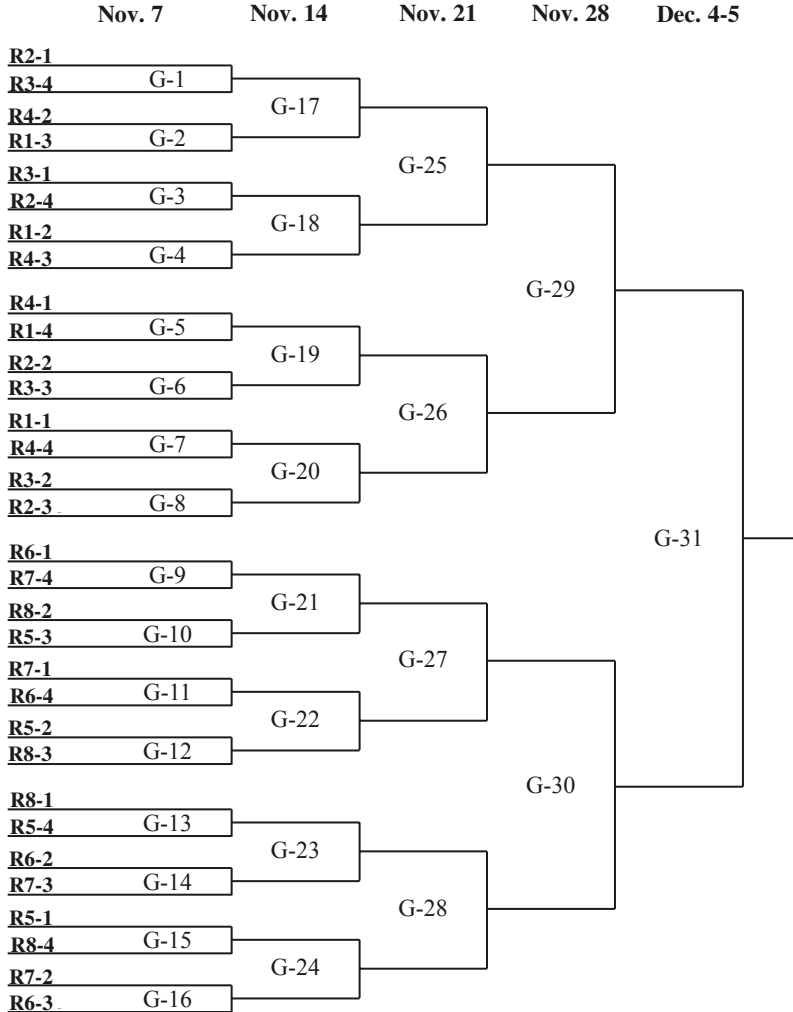 Nov. 7 Nov. 14 Nov. 21 Nov. 28 Dec. 4-5
R2-1
R3-4 G-1
G-17
R4-2
R1-3 G-2
G-25
R3-1
R2-4 G-3
G-18
R1-2
R4-3 G-4
G-29
R4-1
R1-4 G-5
G-19
R2-2
R3-3 G-6
G-26
R1-1
R4-4 G-7
G-20
R3-2
R2-3 G-8
G-31
R6-1
R7-4 G-9
G-21
R8-2
R5-3 G-10
G-27
R7-1
R6-4 G-11
G-22
R5-2
R8-3 G-12
G-30
R8-1
R5-4 G-13
G-23
R6-2
R7-3 G-14
G-28
R5-1
R8-4 G-15
G-24
R7-2
R6-3 G-16